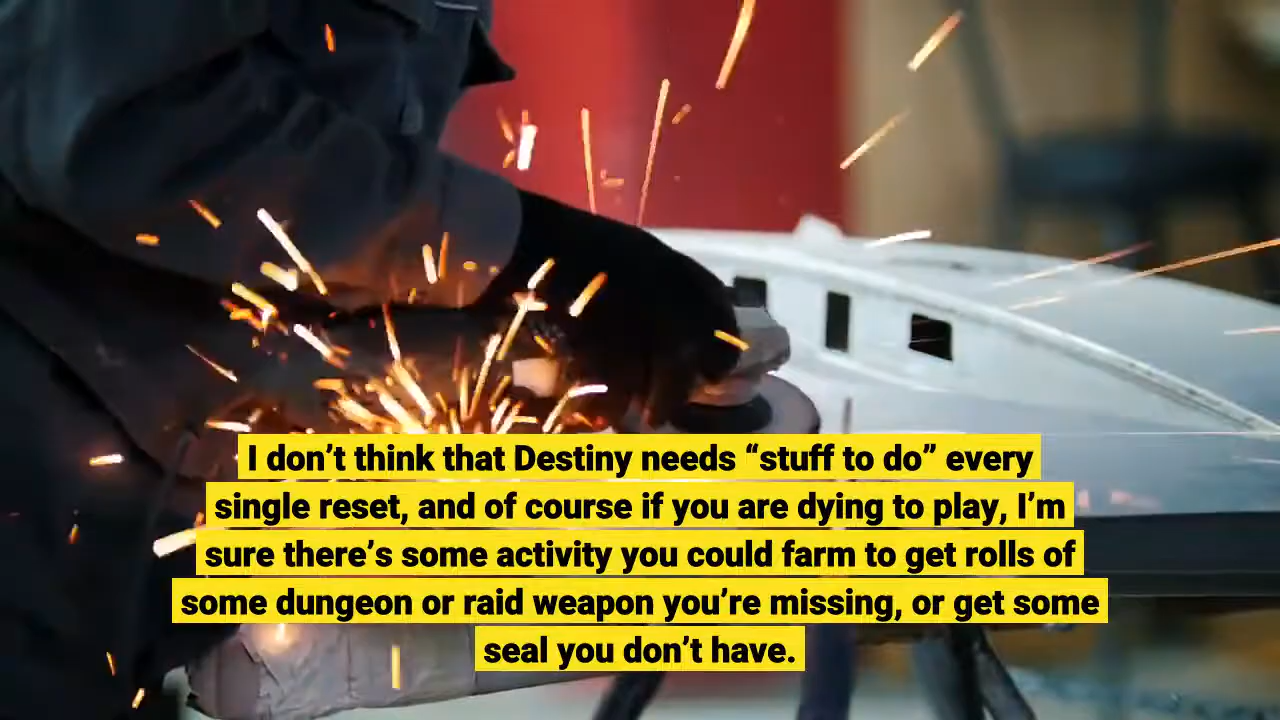 I don’t think that Destiny needs “stuff to do” every
single reset, and of course if you are dying to play, I’m
sure there’s some activity you could farm to get rolls of
some dungeon or raid weapon you’re missing, or get some
seal you don’t have.